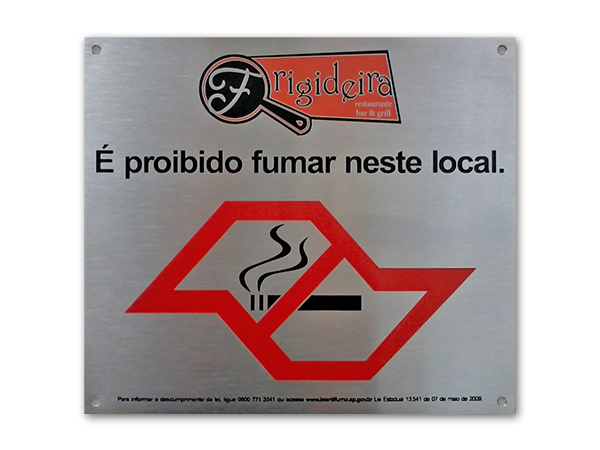 Frigideira
restaurante
bar & grill
É proibido fumar neste local.
Para informar o descumprimento da lei, ligue 0800 771 3541 ou acesse www.leiantifumo.sp.gov.br Lei Estadual 13.541 de 07 de maio de 2009.